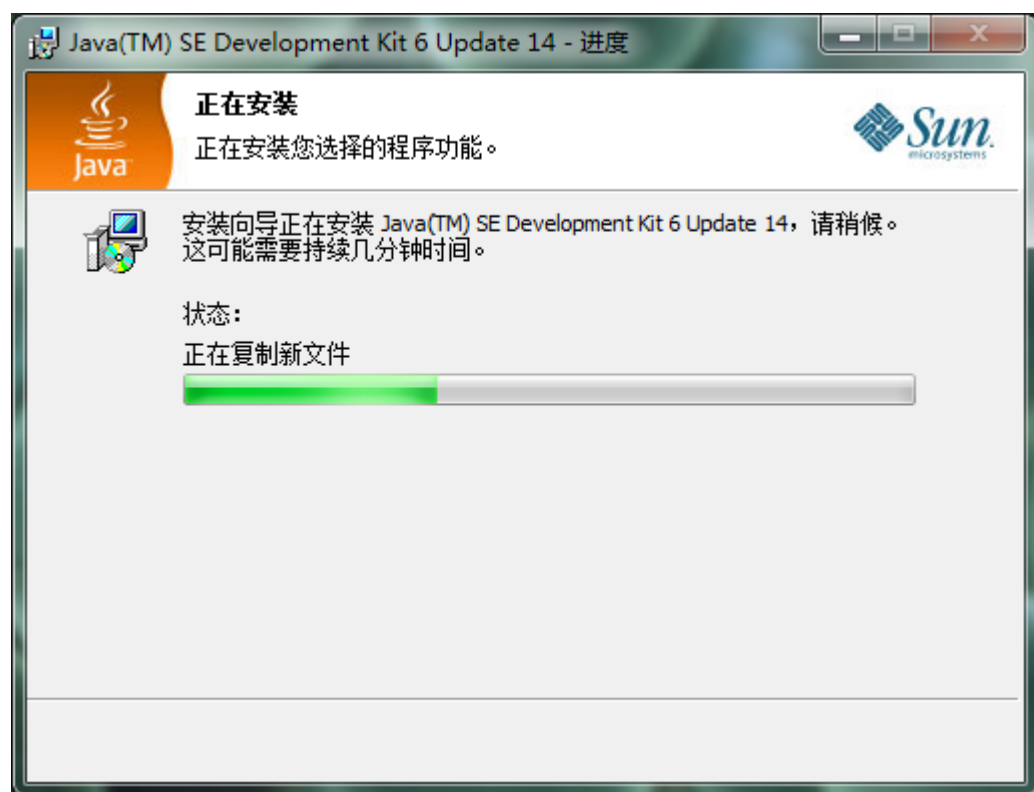 Java(TM) SE Development Kit 6 Update 14 - 进度
正在安装
正在安装您选择的程序功能。
Java
Sun
microsystems
安装向导正在安装 Java(TM) SE Development Kit 6 Update 14，请稍候。
这可能需要持续几分钟时间。
状态：
正在复制新文件